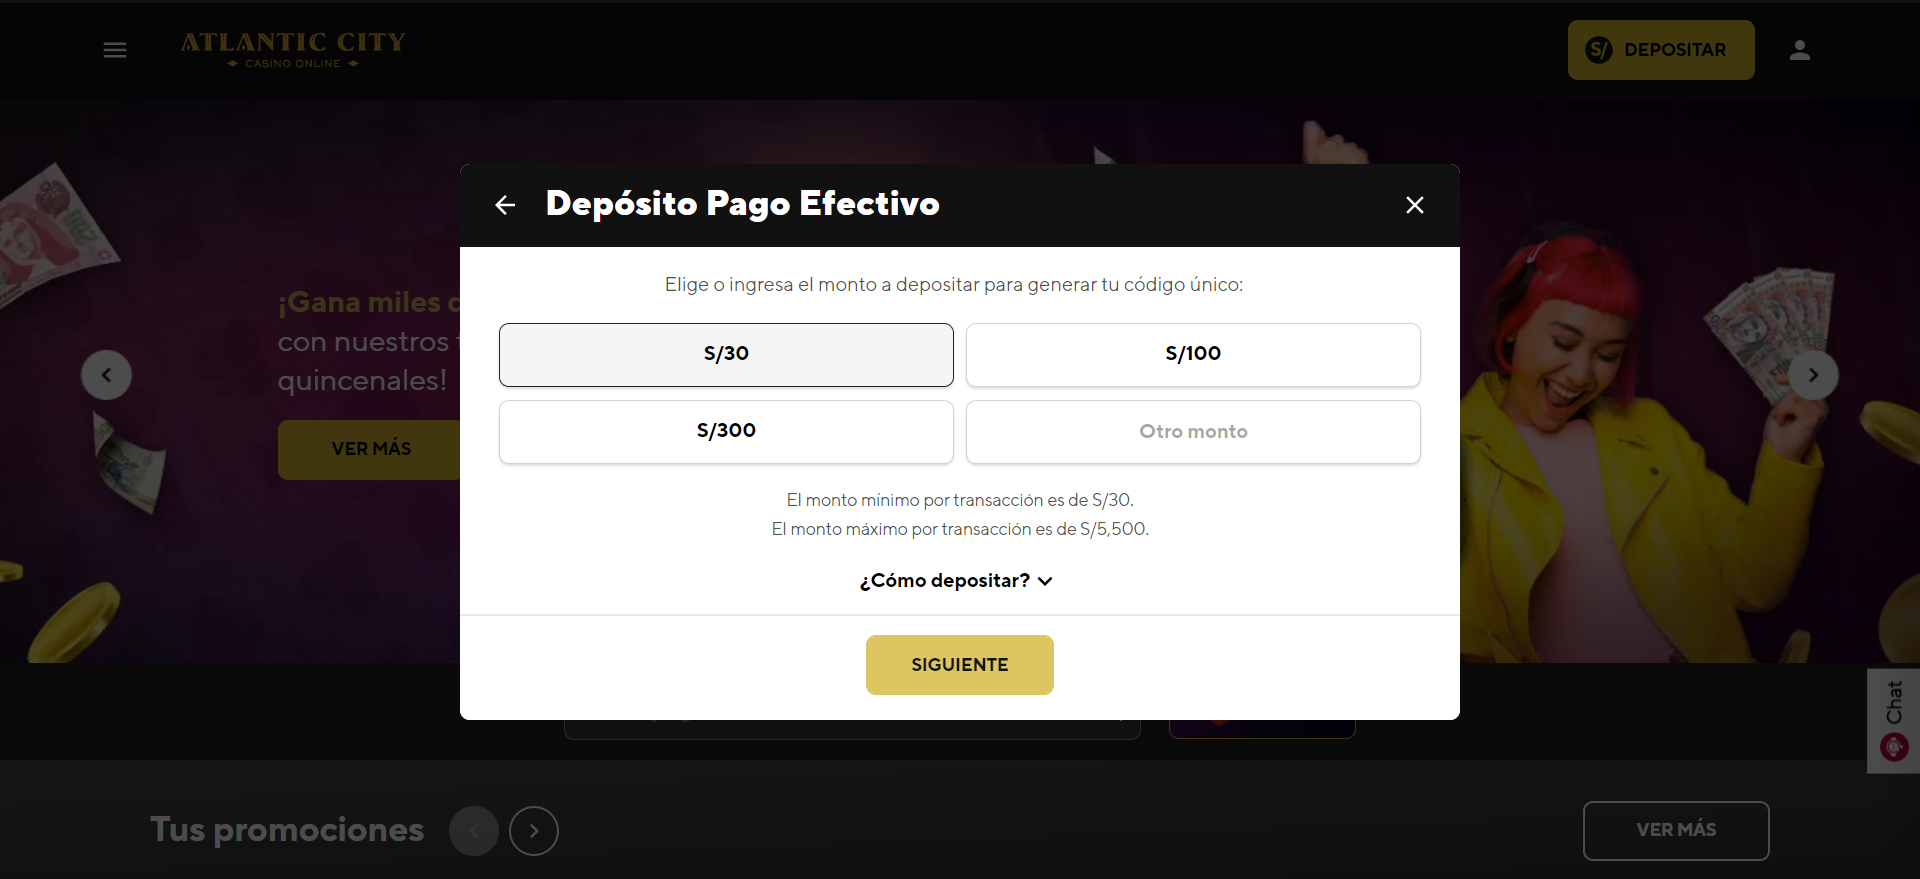 ATLANTIC CITY
CASINO ONLINE
S/ DEPOSITAR
Depósito Pago Efectivo
Elige o ingresa el monto a depositar para generar tu código único:
S/30
S/100
S/300
Otro monto
El monto mínimo por transacción es de S/30.
El monto máximo por transacción es de S/5,500.
¿Cómo depositar?
SIGUIENTE
¡Gana miles
con nuestros
quincenales!
VER MÁS
Chat
Tus promociones
VER MÁS